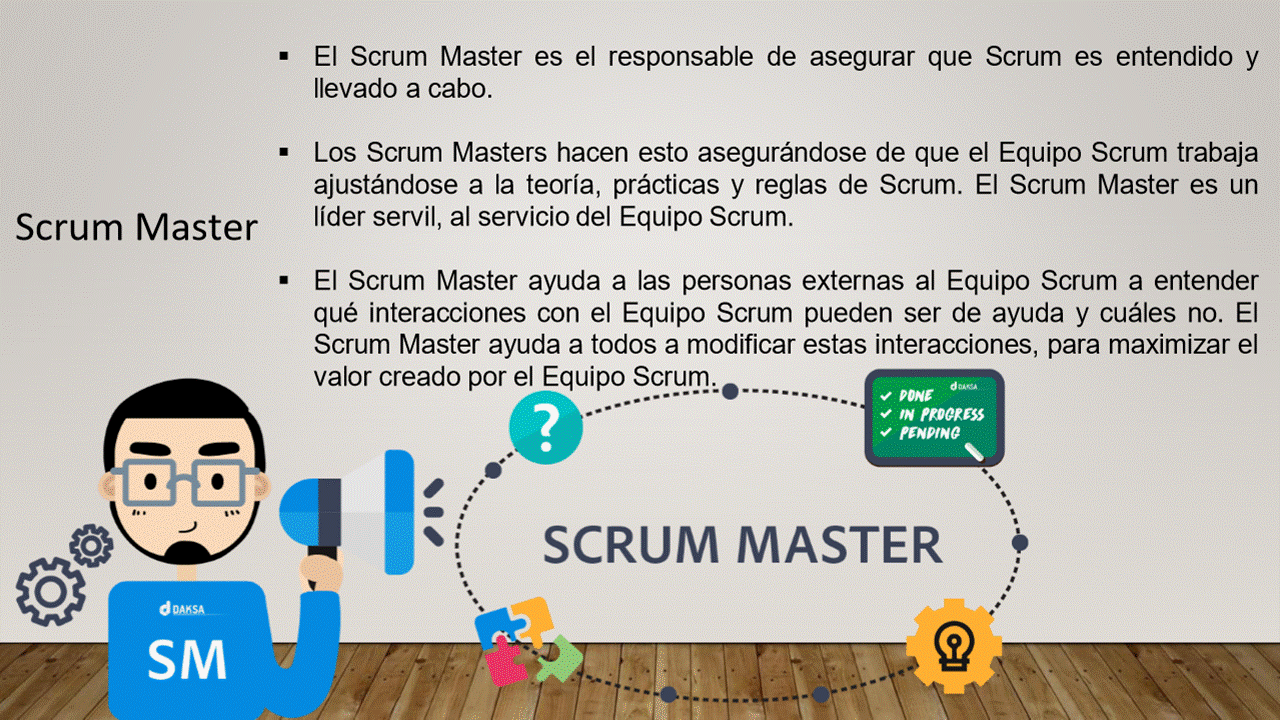 Scrum Master
▪ El Scrum Master es el responsable de asegurar que Scrum es entendido y
llevado a cabo.
▪ Los Scrum Masters hacen esto asegurándose de que el Equipo Scrum trabaja
ajustándose a la teoría, prácticas y reglas de Scrum. El Scrum Master es un
líder servil, al servicio del Equipo Scrum.
▪ El Scrum Master ayuda a las personas externas al Equipo Scrum a entender
qué interacciones con el Equipo Scrum pueden ser de ayuda y cuáles no. El
Scrum Master ayuda a todos a modificar estas interacciones, para maximizar el
valor creado por el Equipo Scrum.
?
DAKSA
✓ DONE
✓ IN PROGRESS
✓ PENDING
SCRUM MASTER
DAKSA
SM